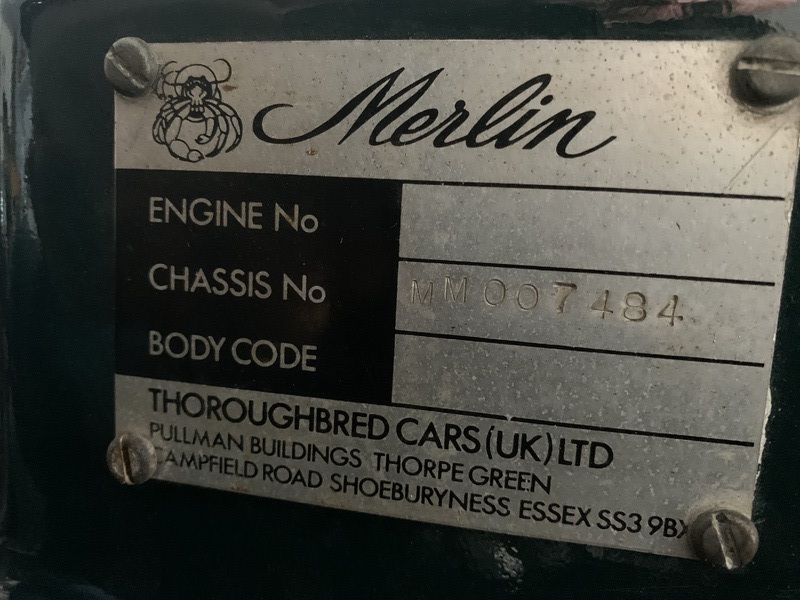 Merlin
ENGINE No
CHASSIS No MM007484
BODY CODE
THOROUGHBRED CARS (UK) LTD
PULLMAN BUILDINGS THORPE GREEN
CAMPFIELD ROAD SHOEBURYNESS ESSEX SS3 9BX